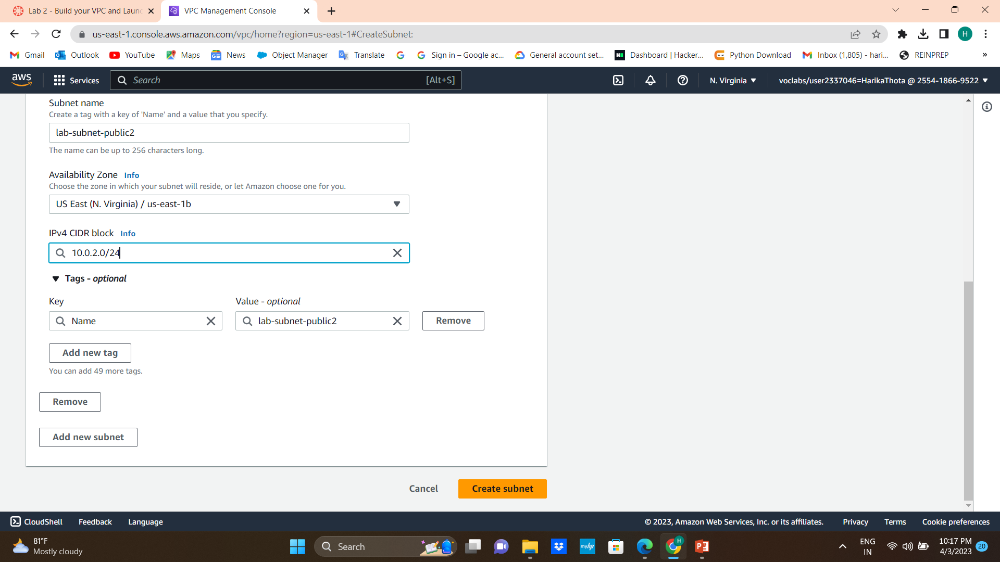 Lab 2 - Build your VPC and Laun
VPC Management Console
us-east-1.console.aws.amazon.com/vpc/home?region=us-east-1#CreateSubnet:
H
Gmail
Outlook
YouTube
Maps
News
Object Manager
Translate
Sign in – Google ac...
General account set...
Dashboard | Hacker...
Python Download
Inbox (1,805) - hari...
REINPREP
»
aws
Services
Search
[Alt+S]
N. Virginia
voclabs/user2337046=HarikaThota @ 2554-1866-9522
Subnet name
Create a tag with a key of 'Name' and a value that you specify.
lab-subnet-public2
The name can be up to 256 characters long.
Availability Zone Info
Choose the zone in which your subnet will reside, or let Amazon choose one for you.
US East (N. Virginia) / us-east-1b
IPv4 CIDR block Info
10.0.2.0/24
Tags - optional
Key
Value - optional
Name
lab-subnet-public2
Remove
Add new tag
You can add 49 more tags.
Remove
Add new subnet
Cancel
Create subnet
CloudShell
Feedback
Language
© 2023, Amazon Web Services, Inc. or its affiliates.
Privacy
Terms
Cookie preferences
81°F
Mostly cloudy
Search
myhp
H
P
ENG
IN
10:17 PM
4/3/2023
20